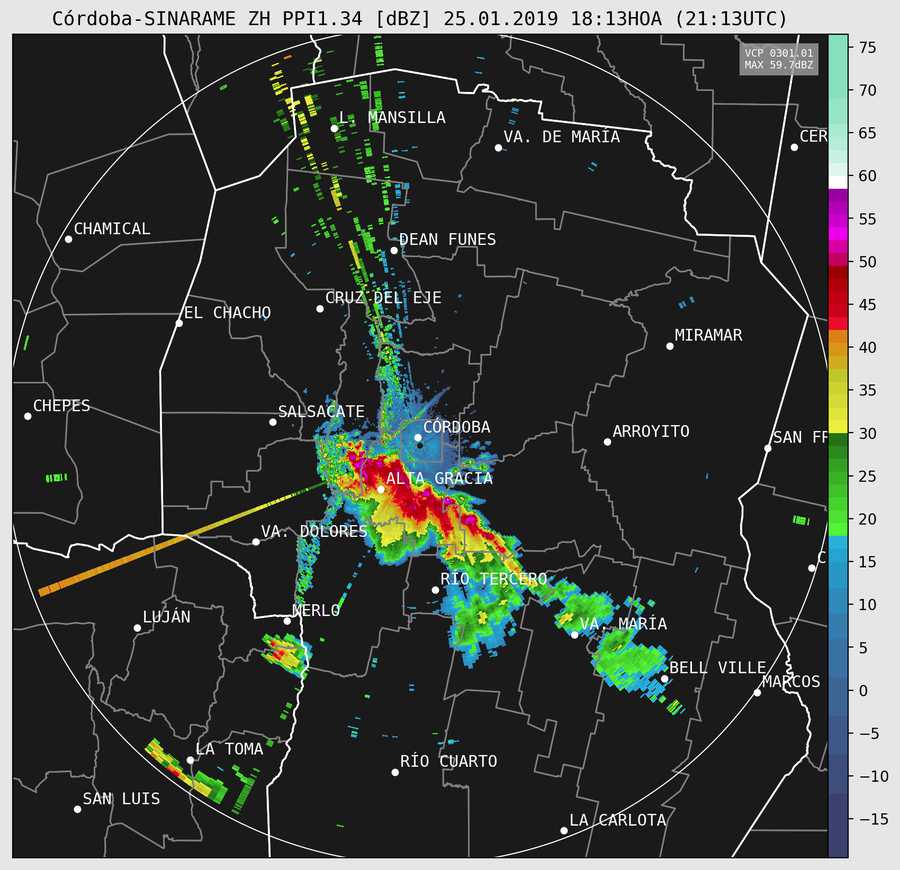 Córdoba-SINARAME ZH PPI1.34 [dBZ] 25.01.2019 18:13HOA (21:13UTC)
VCP 0301.01
MAX 59.7dBZ
75
70
65
60
55
50
45
40
35
30
25
20
15
10
5
0
−5
−10
−15
L. MANSILLA
VA. DE MARÍA
CER
CHAMICAL
DEAN FUNES
CRUZ DEL EJE
EL CHACHO
MIRAMAR
CHEPES
SALSACATE
CÓRDOBA
ARROYITO
SAN FR
ALTA GRACIA
VA. DOLORES
C
RÍO TERCERO
MERLO
LUJÁN
VA. MARÍA
BELL VILLE
MARCOS
LA TOMA
RÍO CUARTO
SAN LUIS
LA CARLOTA